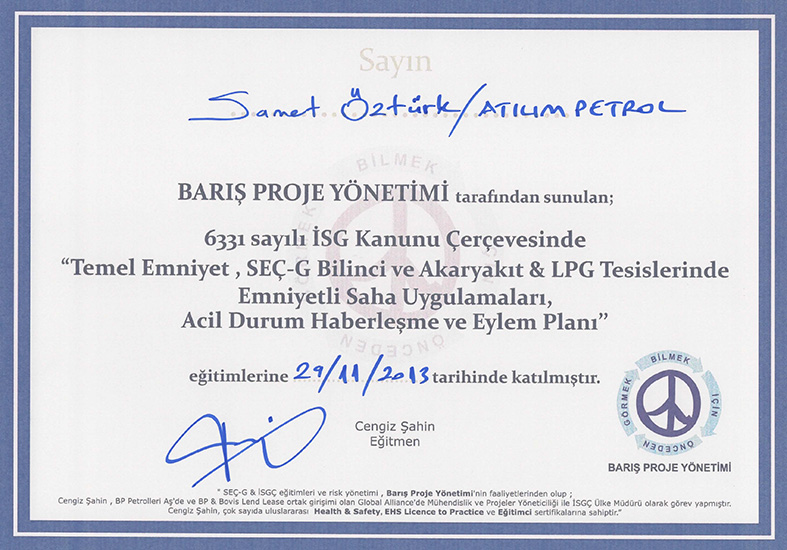 Sayın
Samet Öztürk/ATILIM PETROL
BARIŞ PROJE YÖNETİMİ tarafından sunulan;
6331 sayılı İSG Kanunu Çerçevesinde
“Temel Emniyet , SEÇ-G Bilinci ve Akaryakıt & LPG Tesislerinde
Emniyetli Saha Uygulamaları,
Acil Durum Haberleşme ve Eylem Planı”
eğitimlerine 29/11/2013 tarihinde katılmıştır.
Cengiz Şahin
Eğitmen
BİLMEK İÇİN ÖNCEDEN GÖRMEK
BARIŞ PROJE YÖNETİMİ
" SEÇ-G & İSGÇ eğitimleri ve risk yönetimi , Barış Proje Yönetimi'nin faaliyetlerinden olup ;
Cengiz Şahin , BP Petrolleri Aş'de ve BP & Bovis Lend Lease ortak girişimi olan Global Alliance'de Mühendislik ve Projeler Yöneticiliği ile İSGÇ Ülke Müdürü olarak görev yapmıştır.
Cengiz Şahin, çok sayıda uluslararası Health & Safety, EHS Licence to Practice ve Eğitimci sertifikalarına sahiptir.”